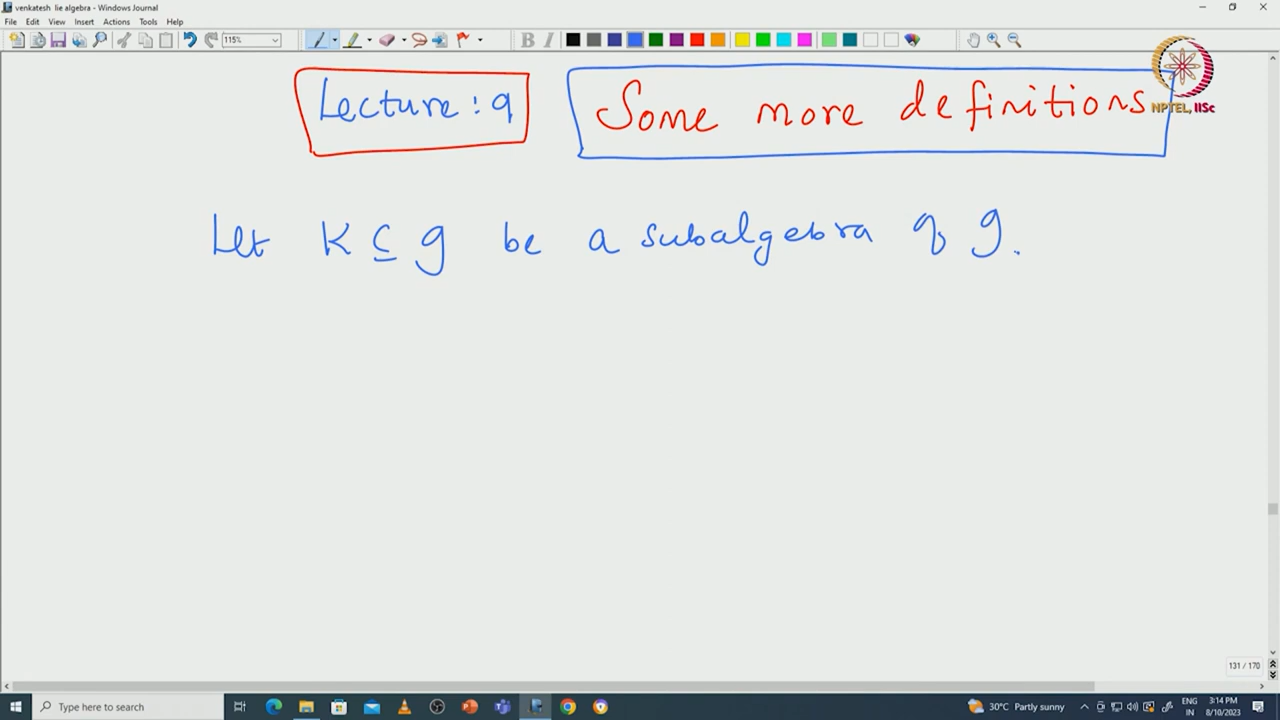 venkatesh lie algebra - Windows Journal
File Edit View Insert Actions Tools Help
115%
B I
Lecture : 9 Some more definitions
NPTEL, IISc
Let K ⊆ g be a subalgebra of g.
131 / 170
Type here to search
30°C Partly sunny
ENG
IN
3:14 PM
8/10/2023